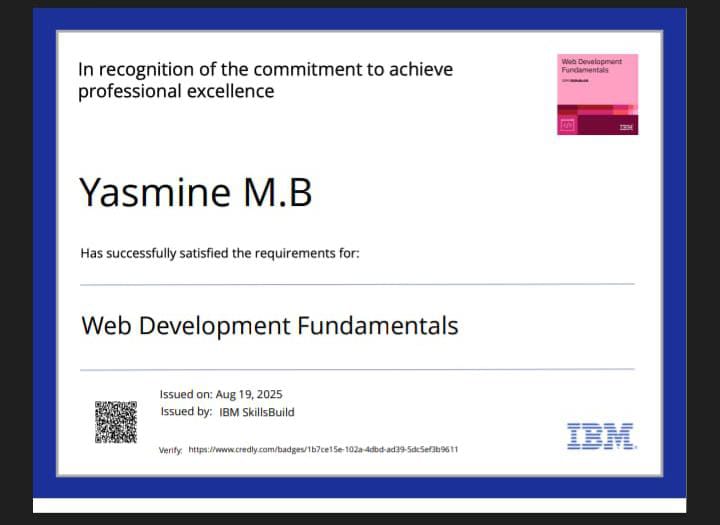 In recognition of the commitment to achieve
professional excellence
Web Development
Fundamentals
IBM
Yasmine M.B
Has successfully satisfied the requirements for:
Web Development Fundamentals
Issued on: Aug 19, 2025
Issued by: IBM SkillsBuild
Verify: https://www.credly.com/badges/1b7ce15e-102a-4dbd-ad39-5dc5ef3b9611
IBM